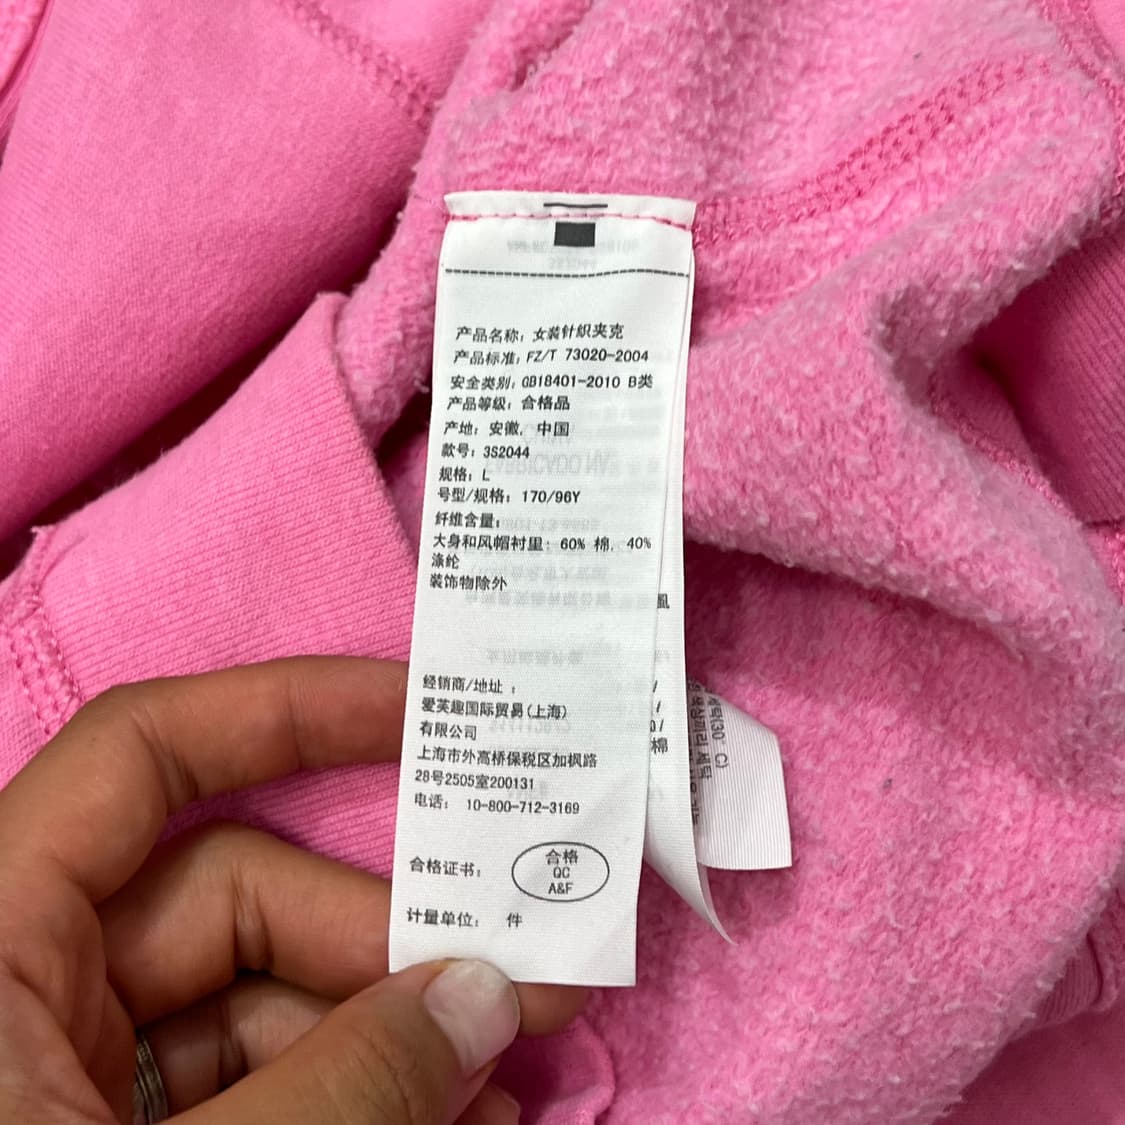 产品名称: 女装针织夹克
产品标准: FZ/T 73020-2004
安全类别: GB18401-2010 B类
产品等级: 合格品
产地: 安徽, 中国
款号: 3S2044
规格: L
号型/规格: 170/96Y
纤维含量:
大身和风帽衬里: 60% 棉, 40%
涤纶
装饰物除外
经销商/地址 :
爱芙趣国际贸易(上海)
有限公司
上海市外高桥保税区加枫路
28号2505室200131
电话: 10-800-712-3169
合格证书:
合格
QC
A&F
计量单位: 件
棉